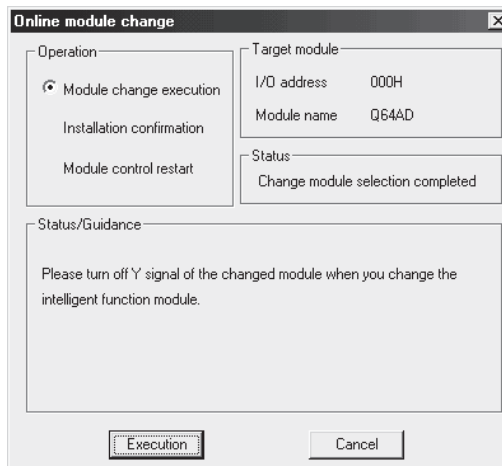 Online module change
Operation
Module change execution
Installation confirmation
Module control restart
Target module
I/O address 000H
Module name Q64AD
Status
Change module selection completed
Status/Guidance
Please turn off Y signal of the changed module when you change the
intelligent function module.
Execution
Cancel